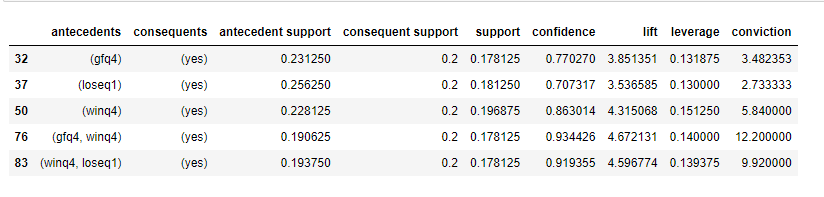 antecedents consequents antecedent support consequent support support confidence lift leverage conviction
32 (gfq4) (yes) 0.231250 0.2 0.178125 0.770270 3.851351 0.131875 3.482353
37 (loseq1) (yes) 0.256250 0.2 0.181250 0.707317 3.536585 0.130000 2.733333
50 (winq4) (yes) 0.228125 0.2 0.196875 0.863014 4.315068 0.151250 5.840000
76 (gfq4, winq4) (yes) 0.190625 0.2 0.178125 0.934426 4.672131 0.140000 12.200000
83 (winq4, loseq1) (yes) 0.193750 0.2 0.178125 0.919355 4.596774 0.139375 9.920000